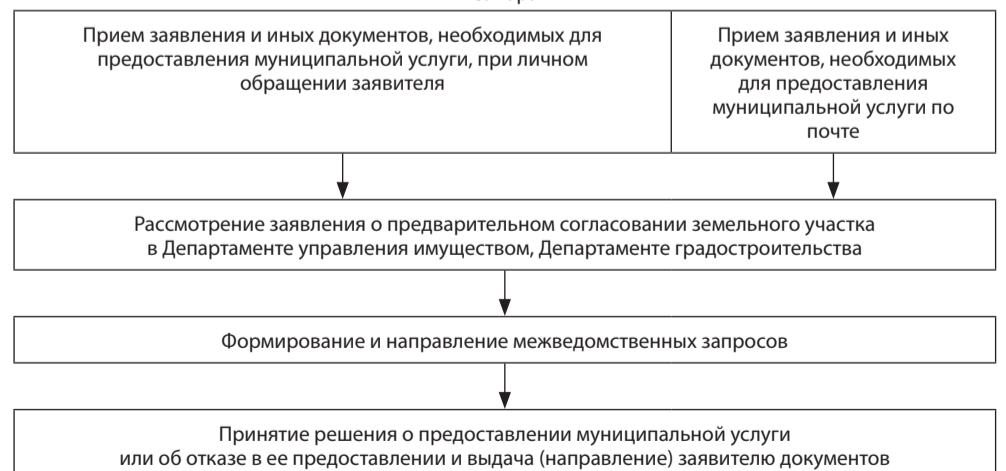 Прием заявления и иных документов, необходимых для
предоставления муниципальной услуги, при личном
обращении заявителя
Прием заявления и иных
документов, необходимых
для предоставления
муниципальной услуги по
почте
Рассмотрение заявления о предварительном согласовании земельного участка
в Департаменте управления имуществом, Департаменте градостроительства
Формирование и направление межведомственных запросов
Принятие решения о предоставлении муниципальной услуги
или об отказе в ее предоставлении и выдача (направление) заявителю документов